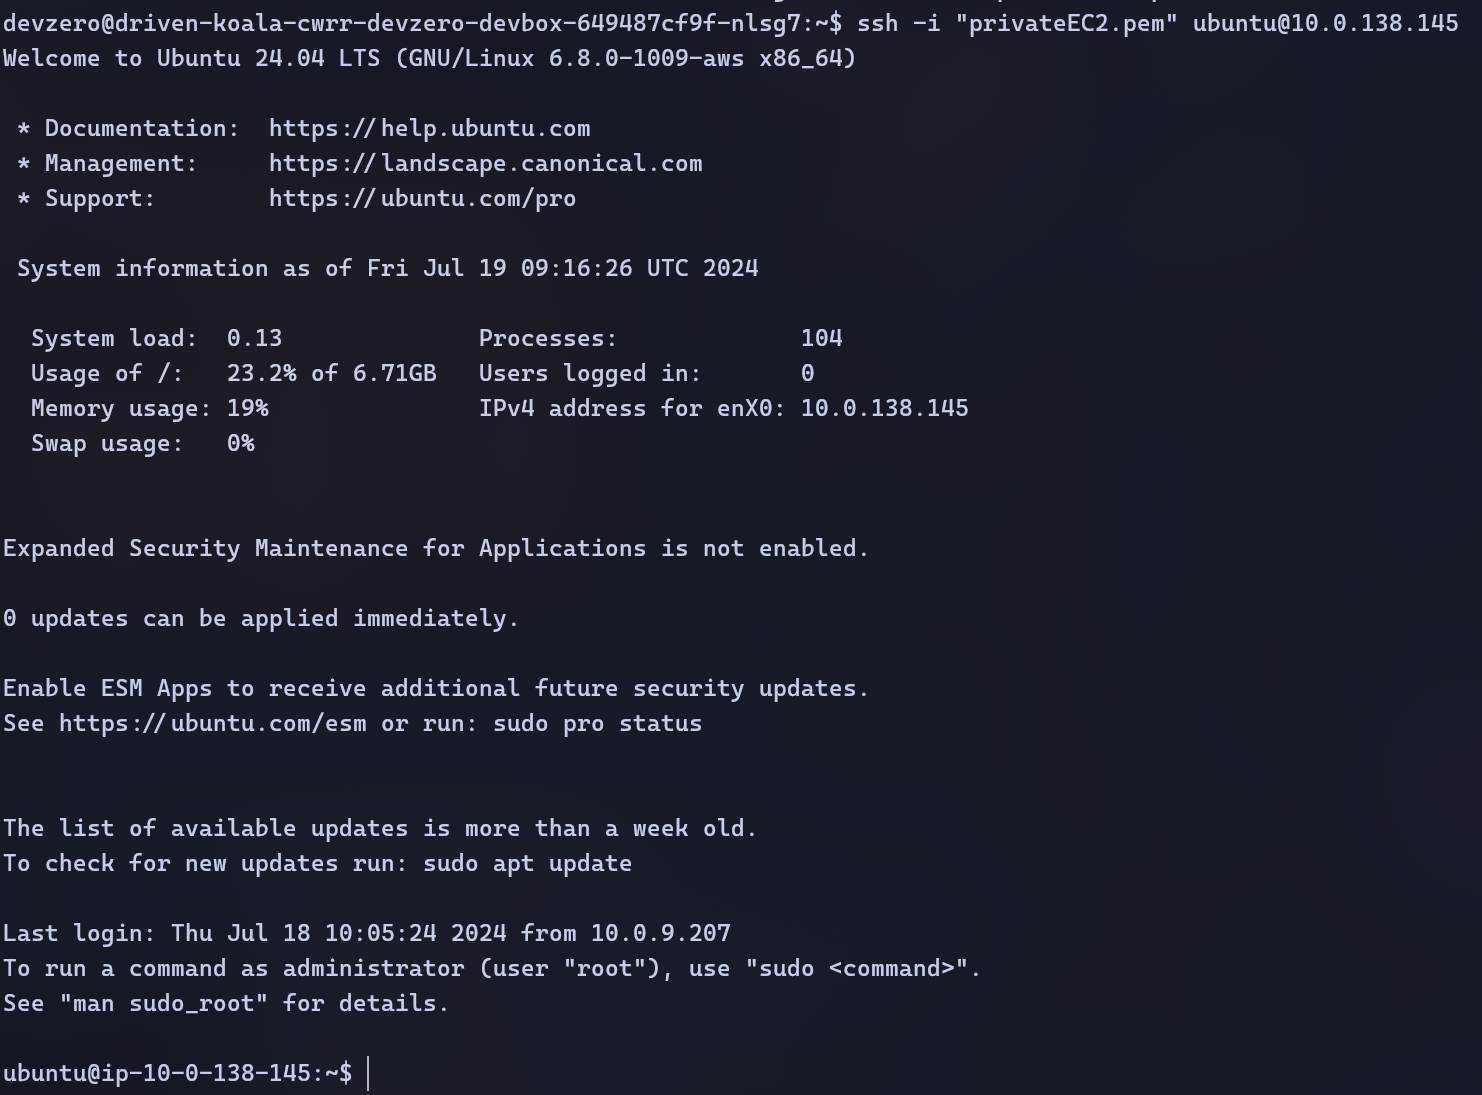 devzero@driven-koala-cwrr-devzero-devbox-649487cf9f-nlsg7:~$ ssh -i "privateEC2.pem" ubuntu@10.0.138.145
Welcome to Ubuntu 24.04 LTS (GNU/Linux 6.8.0-1009-aws x86_64)

 * Documentation:  https://help.ubuntu.com
 * Management:     https://landscape.canonical.com
 * Support:        https://ubuntu.com/pro

 System information as of Fri Jul 19 09:16:26 UTC 2024

  System load:  0.13              Processes:             104
  Usage of /:   23.2% of 6.71GB   Users logged in:       0
  Memory usage: 19%               IPv4 address for enX0: 10.0.138.145
  Swap usage:   0%


Expanded Security Maintenance for Applications is not enabled.

0 updates can be applied immediately.

Enable ESM Apps to receive additional future security updates.
See https://ubuntu.com/esm or run: sudo pro status


The list of available updates is more than a week old.
To check for new updates run: sudo apt update

Last login: Thu Jul 18 10:05:24 2024 from 10.0.9.207
To run a command as administrator (user "root"), use "sudo <command>".
See "man sudo_root" for details.

ubuntu@ip-10-0-138-145:~$